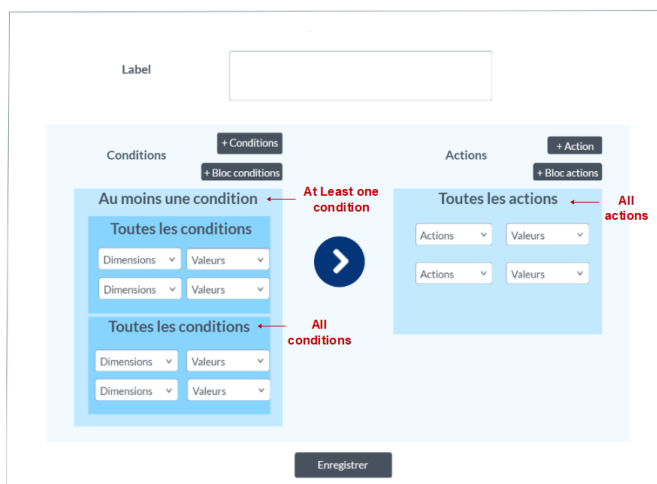 Label
Conditions
+ Conditions
+ Bloc conditions
Actions
+ Action
+ Bloc actions
Au moins une condition
At Least one
condition
Toutes les conditions
Dimensions Valeurs
Dimensions Valeurs
Toutes les conditions
All
conditions
Dimensions Valeurs
Dimensions Valeurs
Toutes les actions
All
actions
Actions Valeurs
Actions Valeurs
Enregistrer